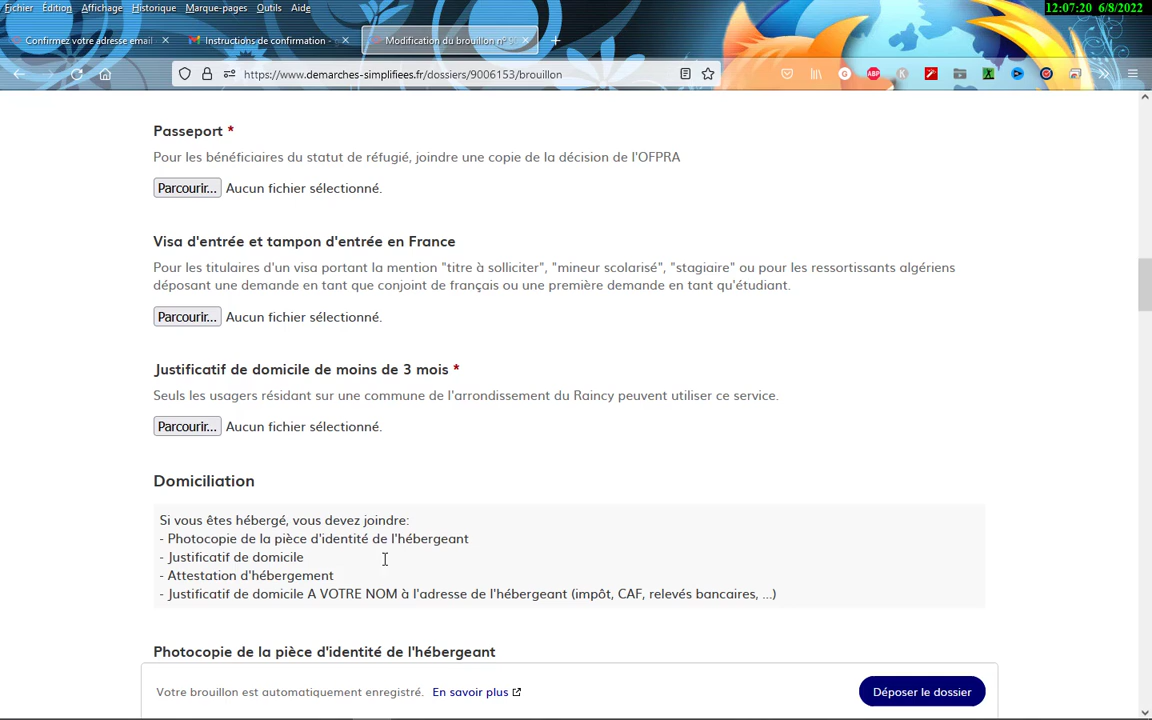 Fichier Édition Affichage Historique Marque-pages Outils Aide
12:07:20 6/8/2022
Confirmez votre adresse email
Instructions de confirmation -
Modification du brouillon n°
https://www.demarches-simplifiees.fr/dossiers/9006153/brouillon
ABP
Passeport *
Pour les bénéficiaires du statut de réfugié, joindre une copie de la décision de l'OFPRA
Parcourir... Aucun fichier sélectionné.
Visa d'entrée et tampon d'entrée en France
Pour les titulaires d'un visa portant la mention "titre à solliciter", "mineur scolarisé", "stagiaire" ou pour les ressortissants algériens
déposant une demande en tant que conjoint de français ou une première demande en tant qu'étudiant.
Parcourir... Aucun fichier sélectionné.
Justificatif de domicile de moins de 3 mois *
Seuls les usagers résidant sur une commune de l'arrondissement du Raincy peuvent utiliser ce service.
Parcourir... Aucun fichier sélectionné.
Domiciliation
Si vous êtes hébergé, vous devez joindre:
- Photocopie de la pièce d'identité de l'hébergeant
- Justificatif de domicile
- Attestation d'hébergement
- Justificatif de domicile A VOTRE NOM à l'adresse de l'hébergeant (impôt, CAF, relevés bancaires, ...)
Photocopie de la pièce d'identité de l'hébergeant
Votre brouillon est automatiquement enregistré. En savoir plus
Déposer le dossier